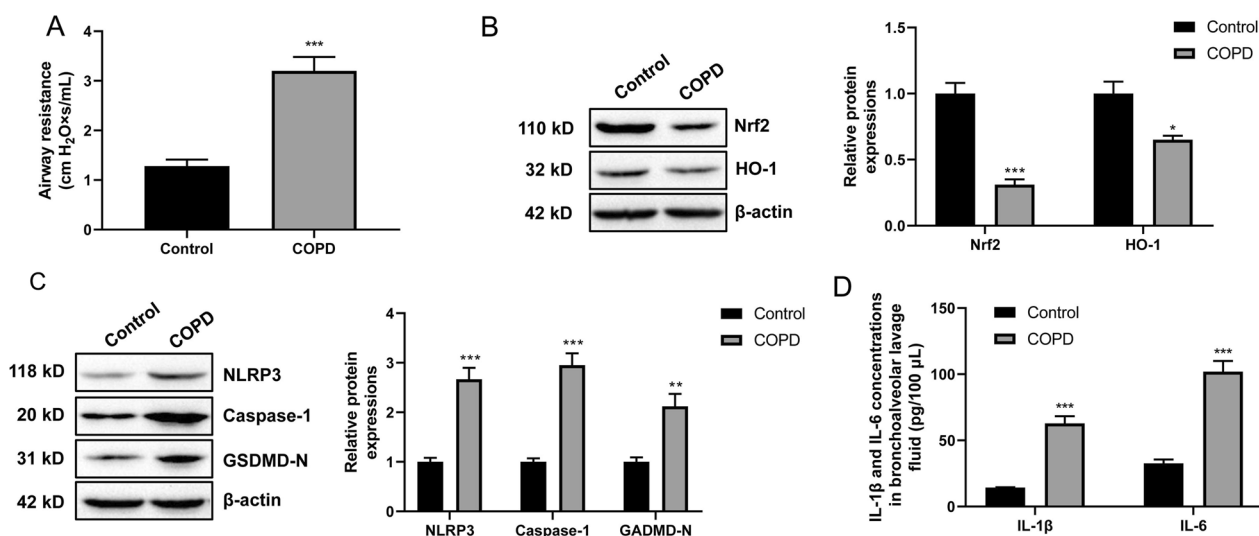 A
Airway resistance
(cm H₂O×s/mL)
4
3
2
1
0
***
Control
COPD
B
Control
COPD
110 kD
Nrf2
32 kD
HO-1
42 kD
β-actin
Relative protein
expressions
1.5
1.0
0.5
0.0
***
*
Nrf2
HO-1
Control
COPD
C
Control
COPD
118 kD
NLRP3
20 kD
Caspase-1
31 kD
GSDMD-N
42 kD
β-actin
Relative protein
expressions
4
3
2
1
0
***
***
**
NLRP3
Caspase-1
GADMD-N
Control
COPD
D
IL-1β and IL-6 concentrations
in bronchoalveolar lavage
fluid (pg/100 μL)
150
100
50
0
Control
COPD
***
***
IL-1β
IL-6